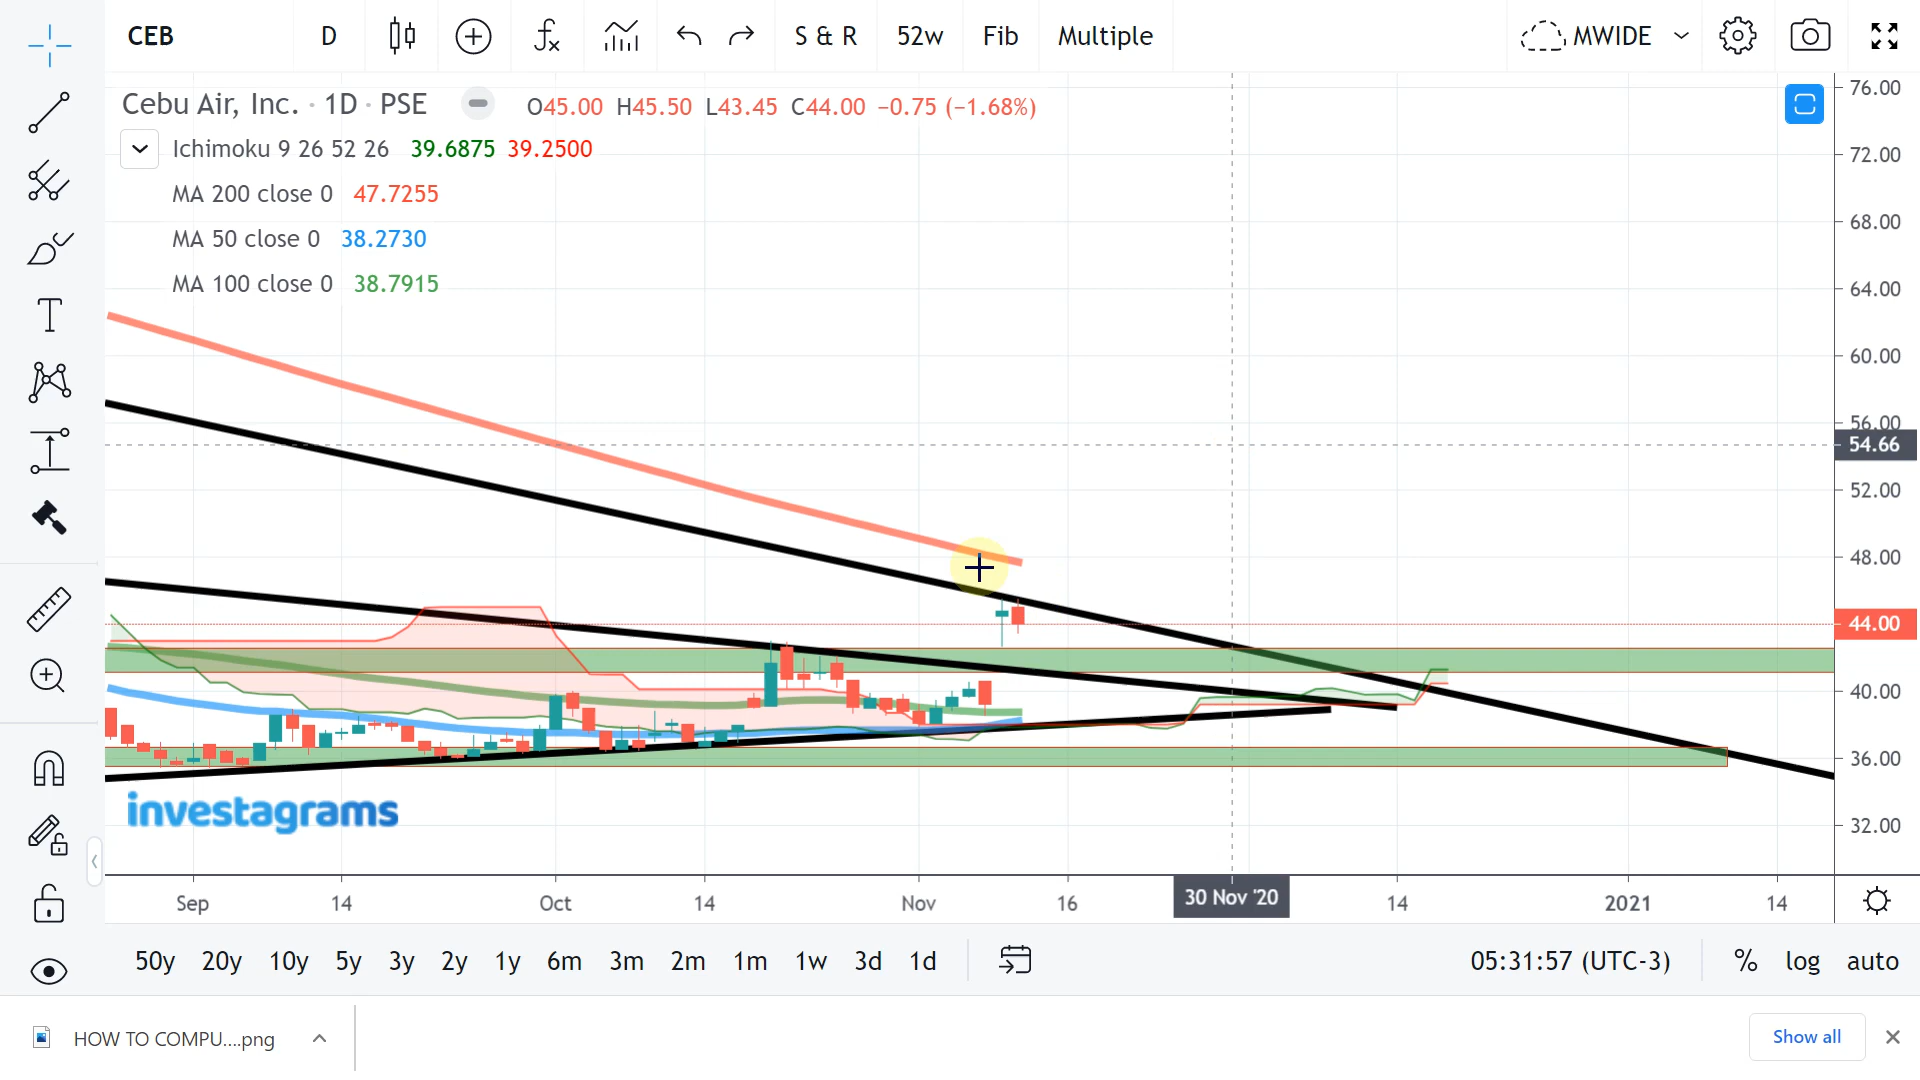 CEB D S & R 52w Fib Multiple MWIDE
Cebu Air, Inc. · 1D · PSE O45.00 H45.50 L43.45 C44.00 −0.75 (−1.68%)
Ichimoku 9 26 52 26 39.6875 39.2500
MA 200 close 0 47.7255
MA 50 close 0 38.2730
MA 100 close 0 38.7915
76.00
72.00
68.00
64.00
60.00
56.00
54.66
52.00
48.00
44.00
40.00
36.00
32.00
investagrams
Sep 14 Oct 14 Nov 16 30 Nov '20 14 2021 14
50y 20y 10y 5y 3y 2y 1y 6m 3m 2m 1m 1w 3d 1d 05:31:57 (UTC-3) % log auto
HOW TO COMPU....png Show all